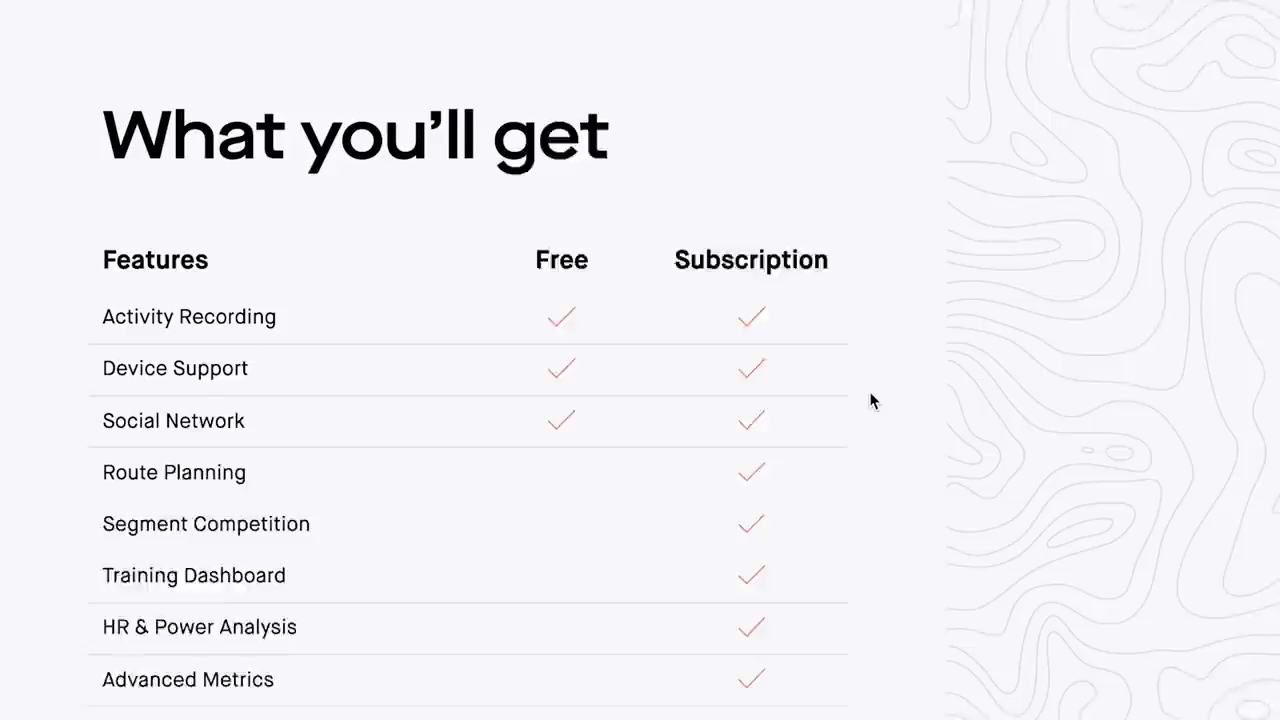 What you’ll get
Features Free Subscription
Activity Recording
Device Support
Social Network
Route Planning
Segment Competition
Training Dashboard
HR & Power Analysis
Advanced Metrics